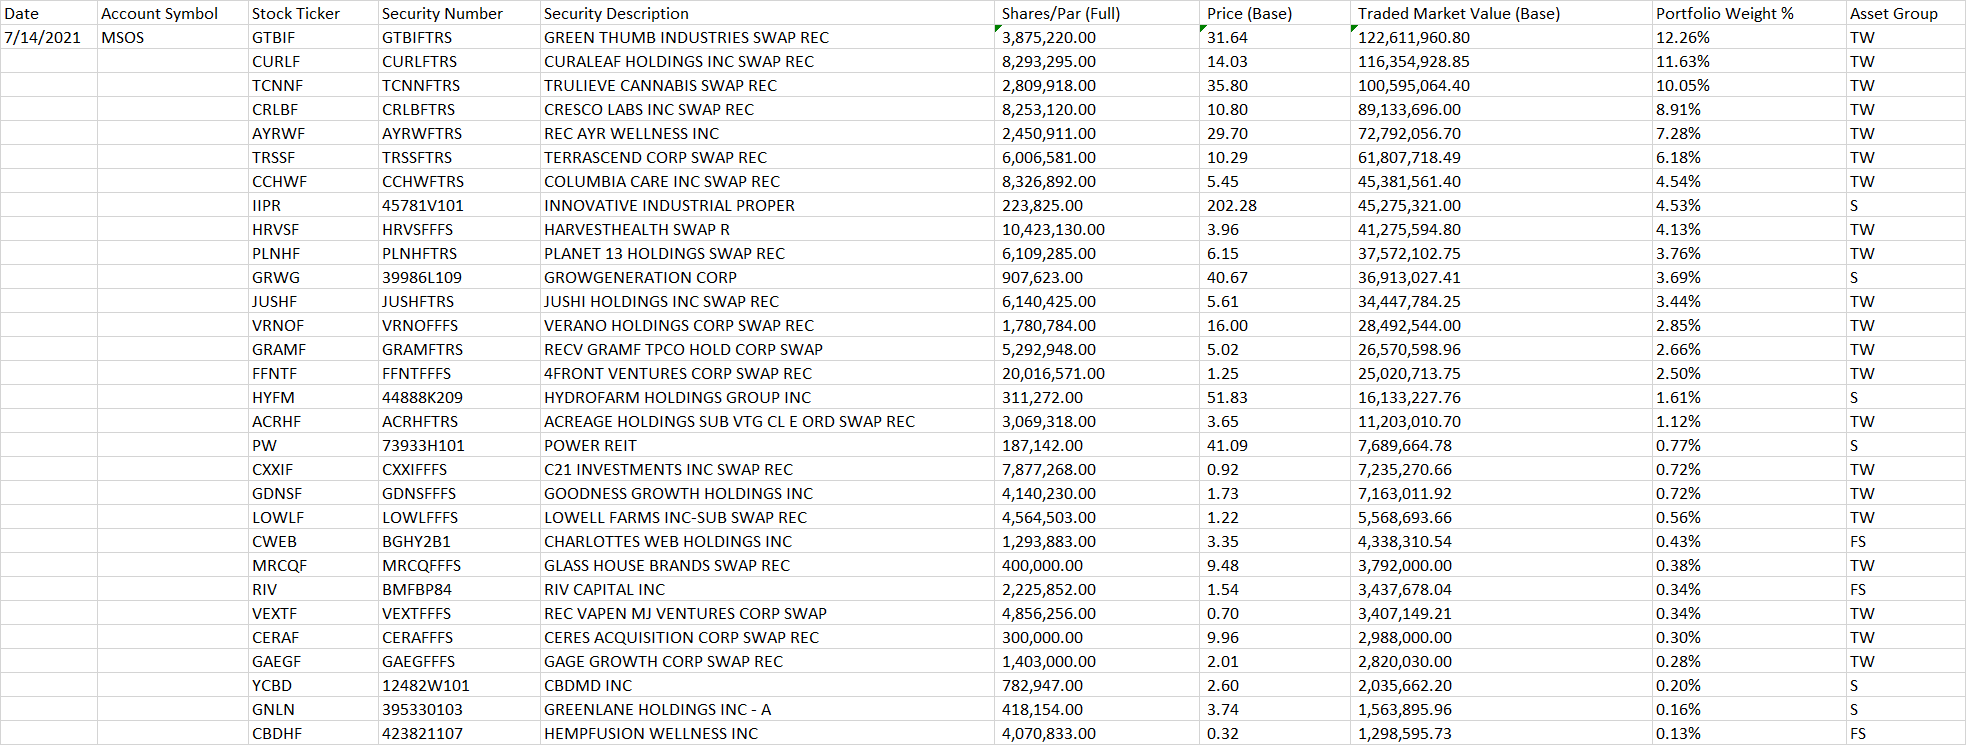 Date Account Symbol Stock Ticker Security Number Security Description Shares/Par (Full) Price (Base) Traded Market Value (Base) Portfolio Weight % Asset Group
7/14/2021 MSOS GTBIF GTBIFTRS GREEN THUMB INDUSTRIES SWAP REC 3,875,220.00 31.64 122,611,960.80 12.26% TW
CURLF CURLFTRS CURALEAF HOLDINGS INC SWAP REC 8,293,295.00 14.03 116,354,928.85 11.63% TW
TCNNF TCNNFTRS TRULIEVE CANNABIS SWAP REC 2,809,918.00 35.80 100,595,064.40 10.05% TW
CRLBF CRLBFTRS CRESCO LABS INC SWAP REC 8,253,120.00 10.80 89,133,696.00 8.91% TW
AYRWF AYRWFTRS REC AYR WELLNESS INC 2,450,911.00 29.70 72,792,056.70 7.28% TW
TRSSF TRSSFTRS TERRASCEND CORP SWAP REC 6,006,581.00 10.29 61,807,718.49 6.18% TW
CCHWF CCHWFTRS COLUMBIA CARE INC SWAP REC 8,326,892.00 5.45 45,381,561.40 4.54% TW
IIPR 45781V101 INNOVATIVE INDUSTRIAL PROPER 223,825.00 202.28 45,275,321.00 4.53% S
HRVSF HRVSFFFS HARVESTHEALTH SWAP R 10,423,130.00 3.96 41,275,594.80 4.13% TW
PLNHF PLNHFTRS PLANET 13 HOLDINGS SWAP REC 6,109,285.00 6.15 37,572,102.75 3.76% TW
GRWG 39986L109 GROWGENERATION CORP 907,623.00 40.67 36,913,027.41 3.69% S
JUSHF JUSHFTRS JUSHI HOLDINGS INC SWAP REC 6,140,425.00 5.61 34,447,784.25 3.44% TW
VRNOF VRNOFFFS VERANO HOLDINGS CORP SWAP REC 1,780,784.00 16.00 28,492,544.00 2.85% TW
GRAMF GRAMFTRS RECV GRAMF TPCO HOLD CORP SWAP 5,292,948.00 5.02 26,570,598.96 2.66% TW
FFNTF FFNTFFFS 4FRONT VENTURES CORP SWAP REC 20,016,571.00 1.25 25,020,713.75 2.50% TW
HYFM 44888K209 HYDROFARM HOLDINGS GROUP INC 311,272.00 51.83 16,133,227.76 1.61% S
ACRHF ACRHFTRS ACREAGE HOLDINGS SUB VTG CL E ORD SWAP REC 3,069,318.00 3.65 11,203,010.70 1.12% TW
PW 73933H101 POWER REIT 187,142.00 41.09 7,689,664.78 0.77% S
CXXIF CXXIFFFS C21 INVESTMENTS INC SWAP REC 7,877,268.00 0.92 7,235,270.66 0.72% TW
GDNSF GDNSFFFS GOODNESS GROWTH HOLDINGS INC 4,140,230.00 1.73 7,163,011.92 0.72% TW
LOWLF LOWLFFFS LOWELL FARMS INC-SUB SWAP REC 4,564,503.00 1.22 5,568,693.66 0.56% TW
CWEB BGHY2B1 CHARLOTTES WEB HOLDINGS INC 1,293,883.00 3.35 4,338,310.54 0.43% FS
MRCQF MRCQFFFS GLASS HOUSE BRANDS SWAP REC 400,000.00 9.48 3,792,000.00 0.38% TW
RIV BMFBP84 RIV CAPITAL INC 2,225,852.00 1.54 3,437,678.04 0.34% FS
VEXTF VEXTFFFS REC VAPEN MJ VENTURES CORP SWAP 4,856,256.00 0.70 3,407,149.21 0.34% TW
CERAF CERAFFFS CERES ACQUISITION CORP SWAP REC 300,000.00 9.96 2,988,000.00 0.30% TW
GAEGF GAEGFFFS GAGE GROWTH CORP SWAP REC 1,403,000.00 2.01 2,820,030.00 0.28% TW
YCBD 12482W101 CBDMD INC 782,947.00 2.60 2,035,662.20 0.20% S
GNLN 395330103 GREENLANE HOLDINGS INC - A 418,154.00 3.74 1,563,895.96 0.16% S
CBDHF 423821107 HEMPFUSION WELLNESS INC 4,070,833.00 0.32 1,298,595.73 0.13% FS